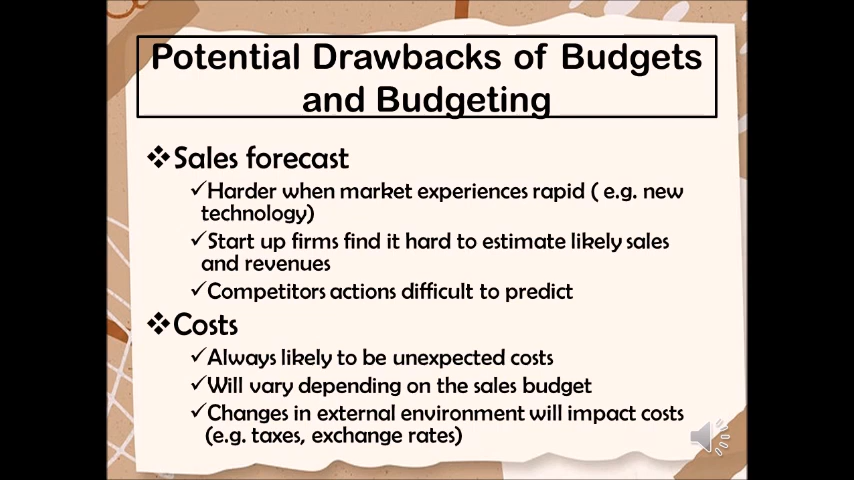 Potential Drawbacks of Budgets
and Budgeting
❖Sales forecast
✓Harder when market experiences rapid ( e.g. new
technology)
✓Start up firms find it hard to estimate likely sales
and revenues
✓Competitors actions difficult to predict
❖Costs
✓Always likely to be unexpected costs
✓Will vary depending on the sales budget
✓Changes in external environment will impact costs
(e.g. taxes, exchange rates)